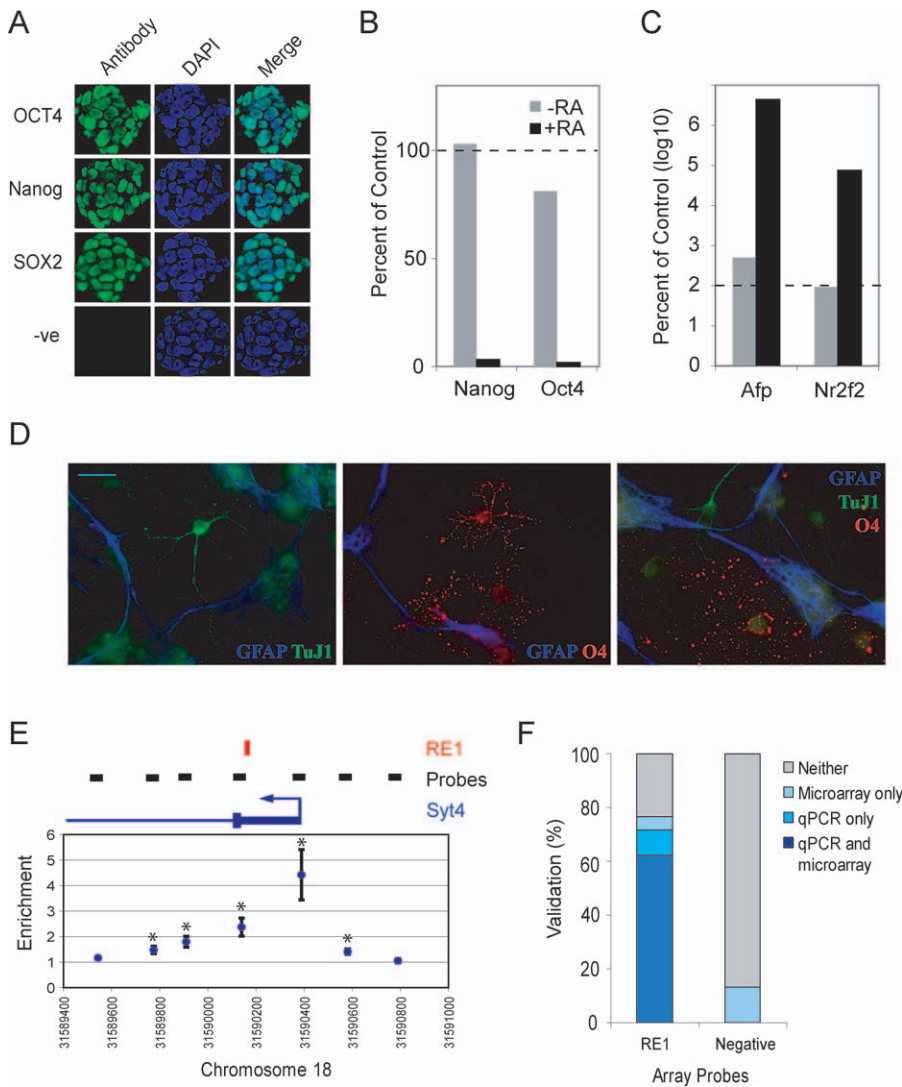 A
Antibody
DAPI
Merge
OCT4
Nanog
SOX2
-ve
B
-RA
+RA
Percent of Control
100
50
0
Nanog
Oct4
C
Percent of Control (log10)
6
5
4
3
2
1
0
Afp
Nr2f2
D
GFAP TuJ1
GFAP O4
GFAP
TuJ1
O4
E
RE1
Probes
Syt4
Enrichment
6
5
4
3
2
1
0
* * * * *
31589400
31589600
31589800
31590000
31590200
31590400
31590600
31590800
31591000
Chromosome 18
F
Validation (%)
100
80
60
40
20
0
RE1
Negative
Array Probes
Neither
Microarray only
qPCR only
qPCR and
microarray